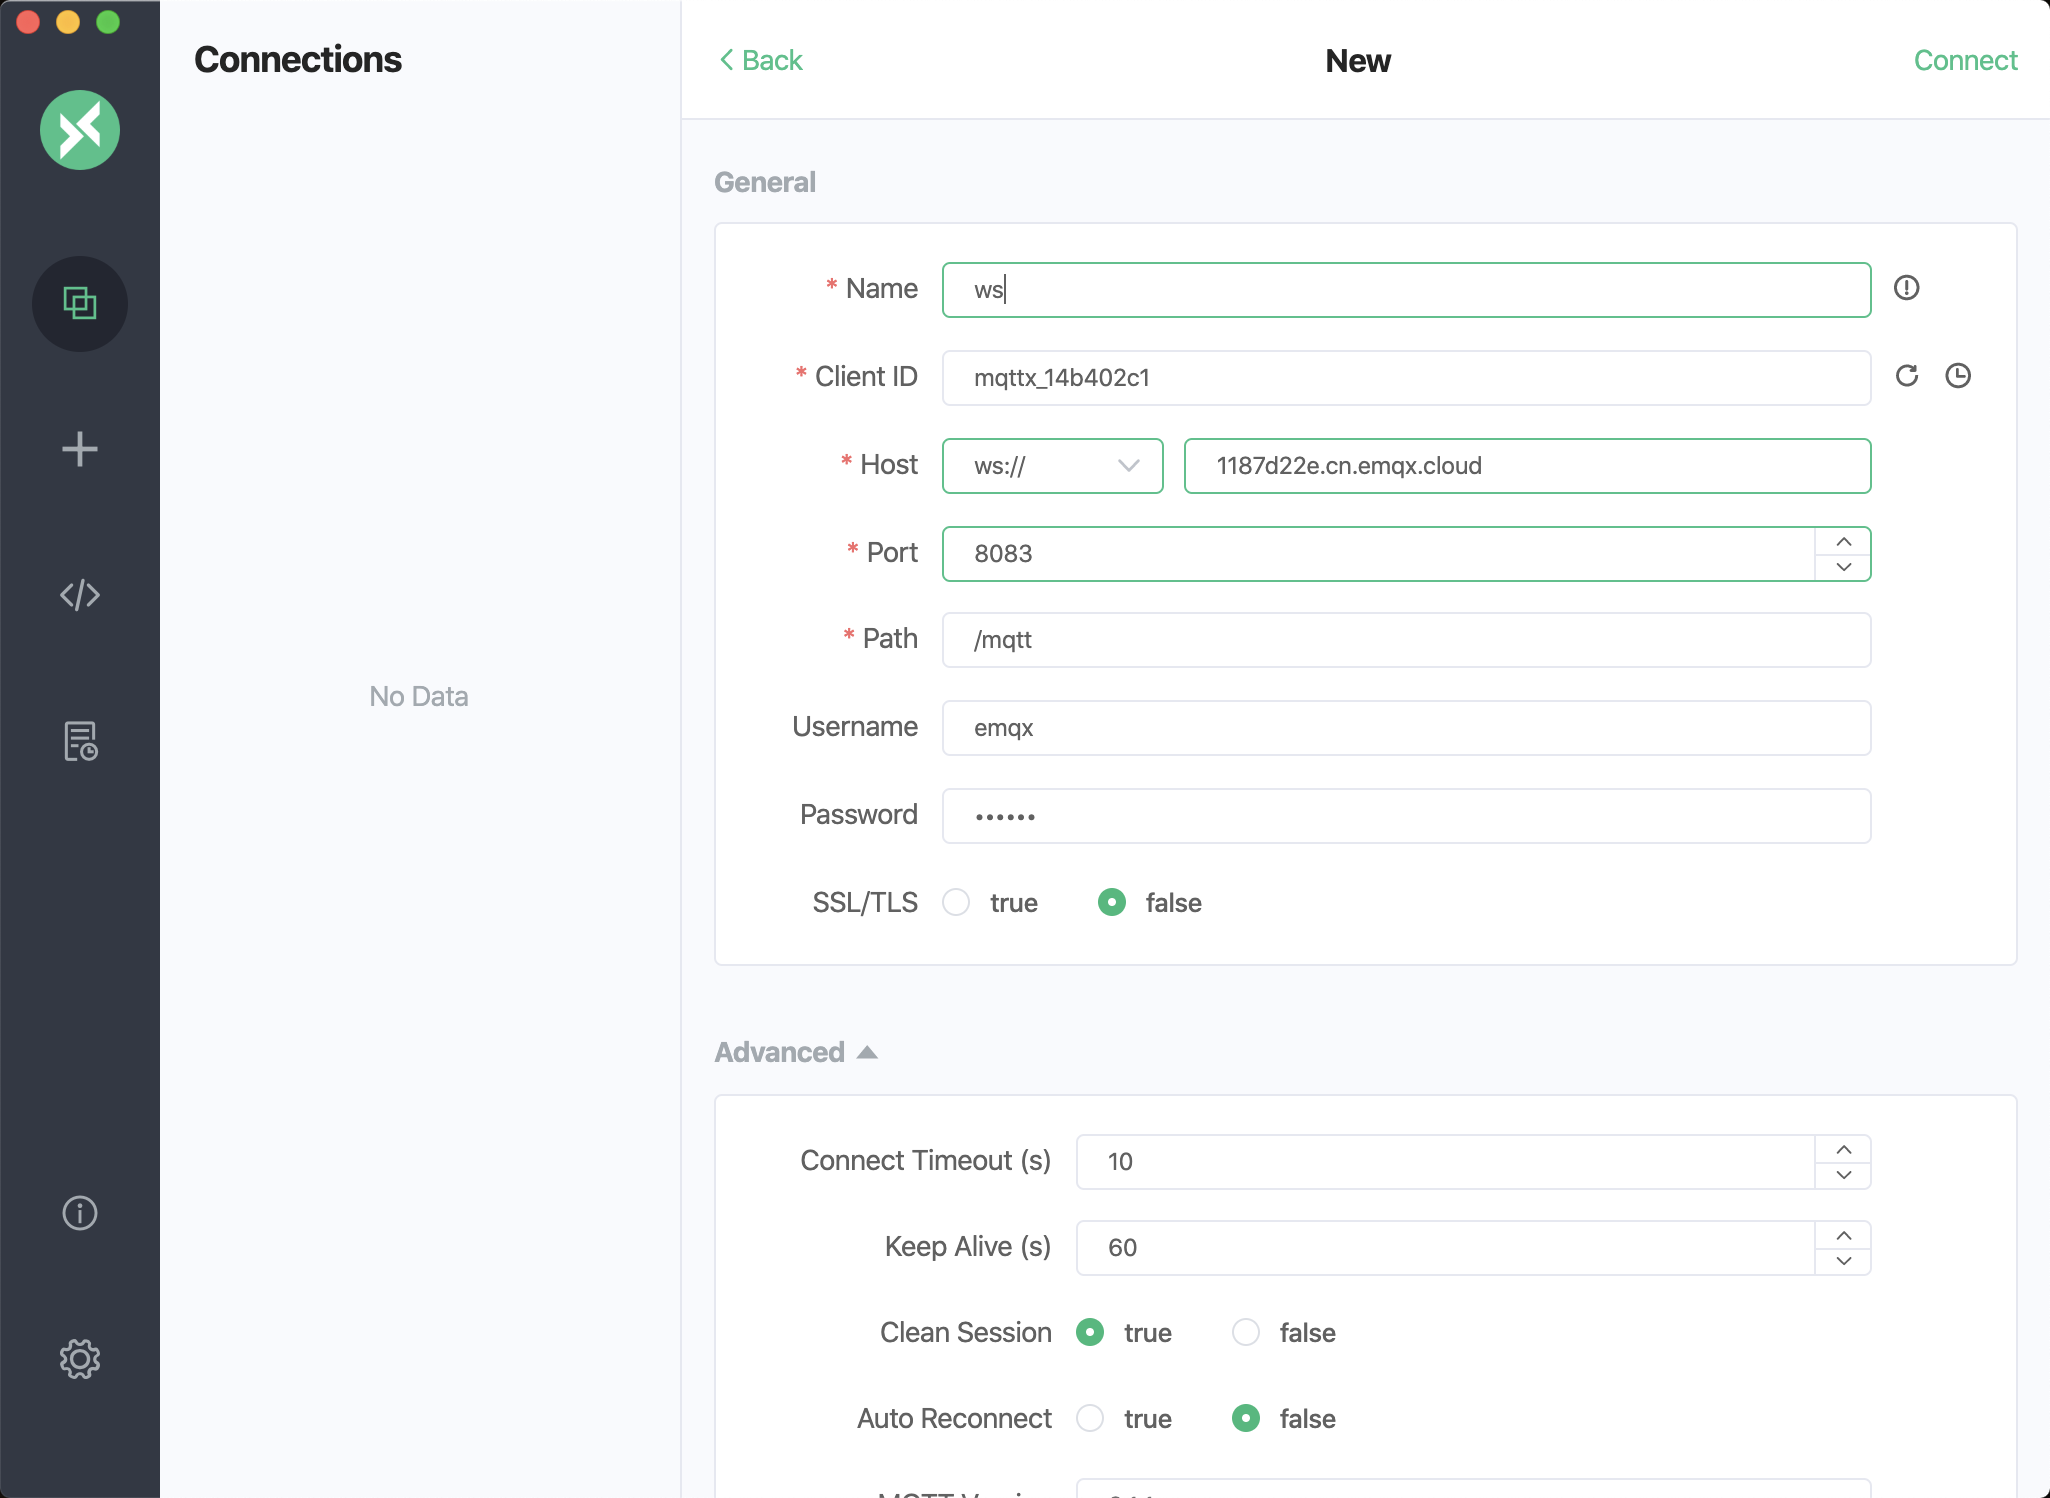 Connections
Back
New
Connect
General
* Name
ws
* Client ID
mqttx_14b402c1
* Host
ws://
1187d22e.cn.emqx.cloud
* Port
8083
* Path
/mqtt
No Data
Username
emqx
Password
••••••
SSL/TLS
true
false
Advanced
Connect Timeout (s)
10
Keep Alive (s)
60
Clean Session
true
false
Auto Reconnect
true
false